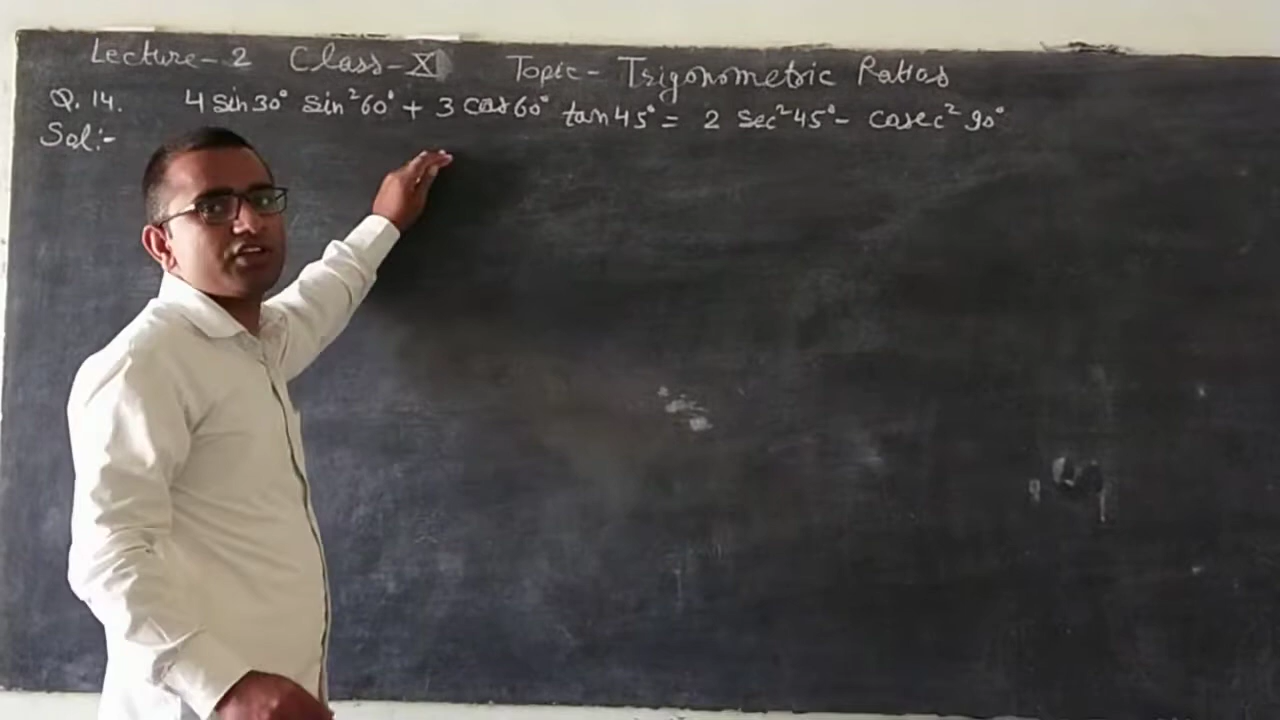 Lecture-2 Class-X Topic-Trigonometric Ratios
Q.14. 4 sin30° sin²60° + 3 cos60° tan45° = 2 sec²45° - cosec²90°
Sol:-